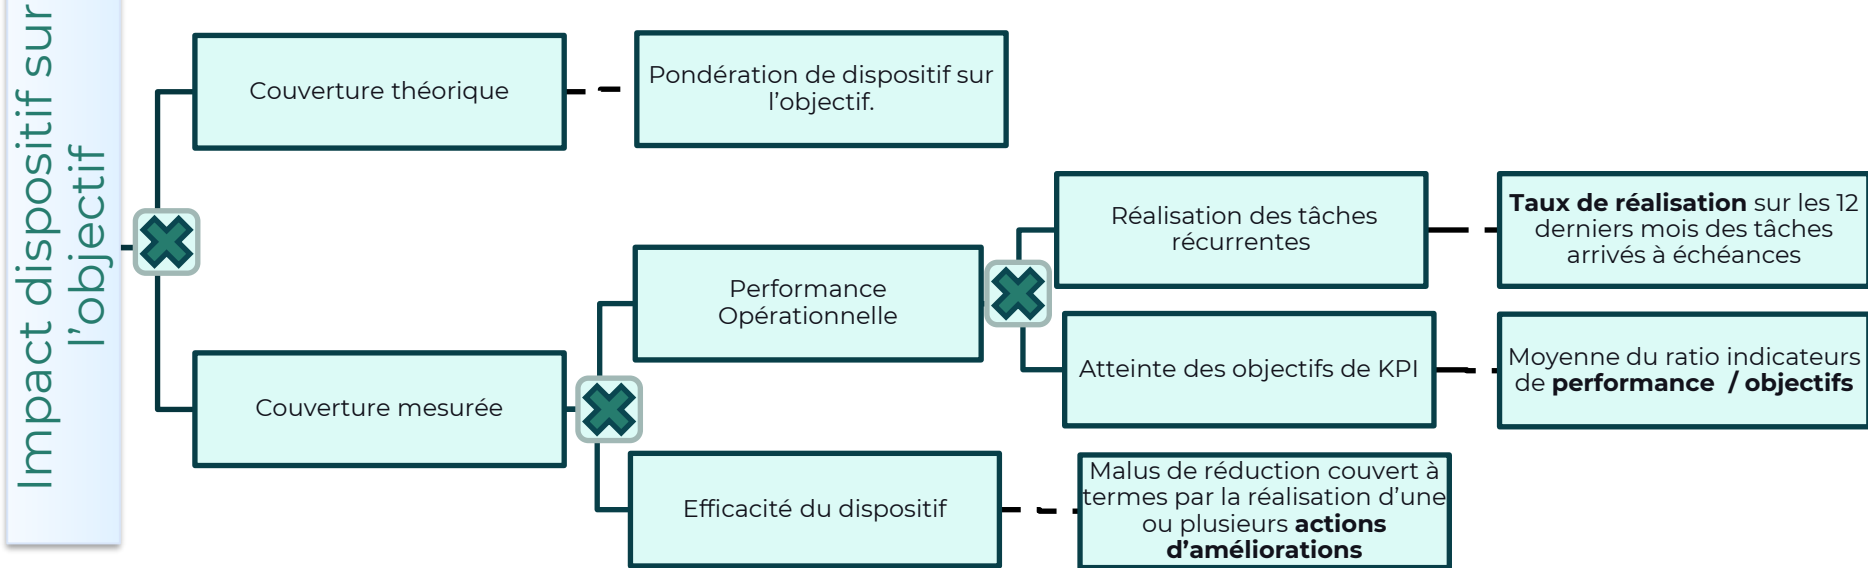 Impact dispositif sur
l’objectif
Couverture théorique
Pondération de dispositif sur
l’objectif.
Couverture mesurée
Performance
Opérationnelle
Réalisation des tâches
récurrentes
Taux de réalisation sur les 12
derniers mois des tâches
arrivés à échéances
Atteinte des objectifs de KPI
Moyenne du ratio indicateurs
de performance / objectifs
Efficacité du dispositif
Malus de réduction couvert à
termes par la réalisation d’une
ou plusieurs actions
d’améliorations